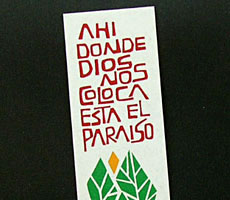 AHI
DONDE
DIOS NOS
COLOCA
ESTA EL
PARAISO